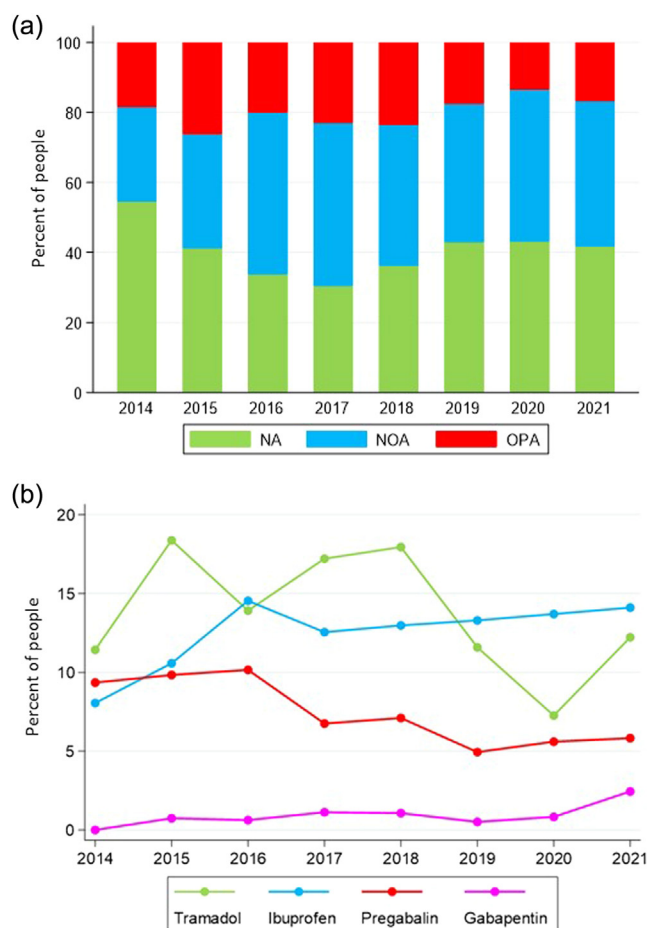 (a)
Percent of people
100
80
60
40
20
0
2014 2015 2016 2017 2018 2019 2020 2021
NA NOA OPA
(b)
Percent of people
20
15
10
5
0
2014 2015 2016 2017 2018 2019 2020 2021
Tramadol Ibuprofen Pregabalin Gabapentin